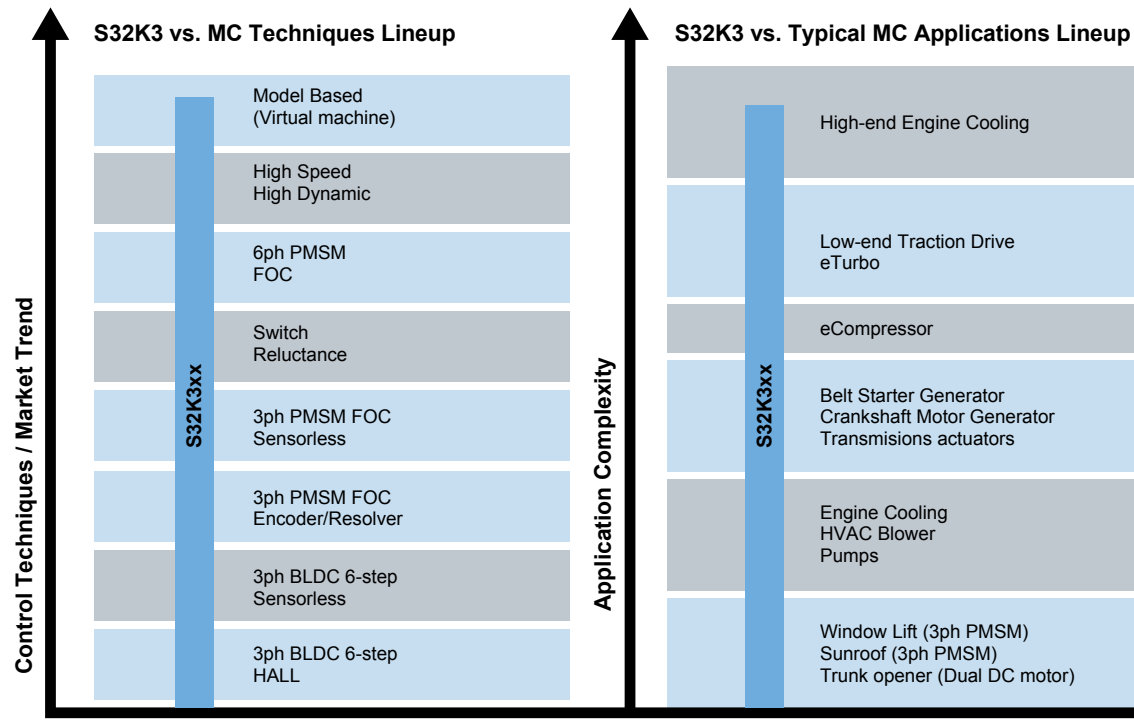 S32K3 vs. MC Techniques Lineup
Control Techniques / Market Trend
S32K3xx
Model Based
(Virtual machine)
High Speed
High Dynamic
6ph PMSM
FOC
Switch
Reluctance
3ph PMSM FOC
Sensorless
3ph PMSM FOC
Encoder/Resolver
3ph BLDC 6-step
Sensorless
3ph BLDC 6-step
HALL
S32K3 vs. Typical MC Applications Lineup
Application Complexity
S32K3xx
High-end Engine Cooling
Low-end Traction Drive
eTurbo
eCompressor
Belt Starter Generator
Crankshaft Motor Generator
Transmisions actuators
Engine Cooling
HVAC Blower
Pumps
Window Lift (3ph PMSM)
Sunroof (3ph PMSM)
Trunk opener (Dual DC motor)